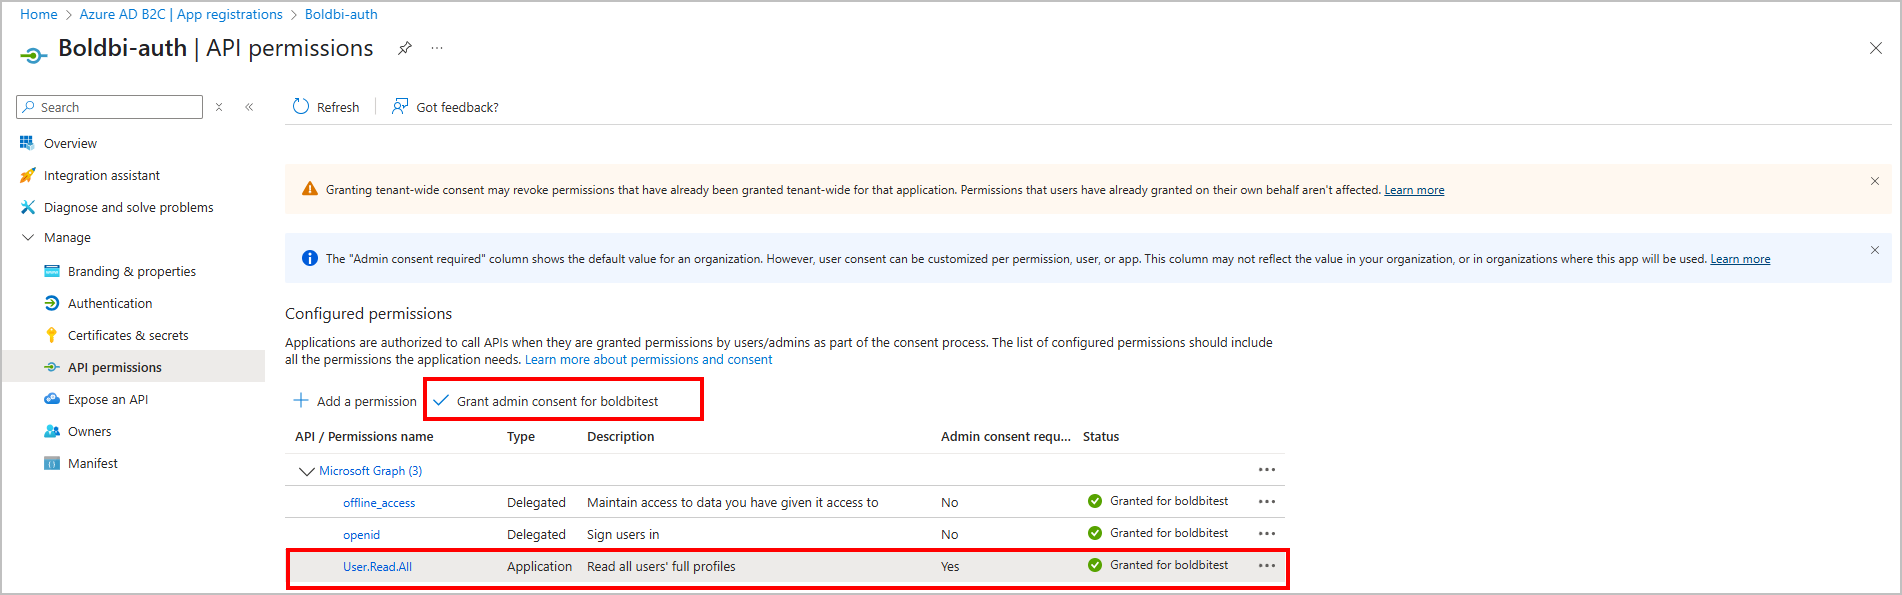 Home > Azure AD B2C | App registrations > Boldbi-auth
Boldbi-auth | API permissions
Search
Refresh
Got feedback?
Overview
Integration assistant
Diagnose and solve problems
Manage
Branding & properties
Authentication
Certificates & secrets
API permissions
Expose an API
Owners
Manifest
Granting tenant-wide consent may revoke permissions that have already been granted tenant-wide for that application. Permissions that users have already granted on their own behalf aren't affected. Learn more
The "Admin consent required" column shows the default value for an organization. However, user consent can be customized per permission, user, or app. This column may not reflect the value in your organization, or in organizations where this app will be used. Learn more
Configured permissions
Applications are authorized to call APIs when they are granted permissions by users/admins as part of the consent process. The list of configured permissions should include
all the permissions the application needs. Learn more about permissions and consent
Add a permission Grant admin consent for boldbitest
API / Permissions name Type Description Admin consent requ... Status
Microsoft Graph (3)
offline_access Delegated Maintain access to data you have given it access to No Granted for boldbitest
openid Delegated Sign users in No Granted for boldbitest
User.Read.All Application Read all users' full profiles Yes Granted for boldbitest